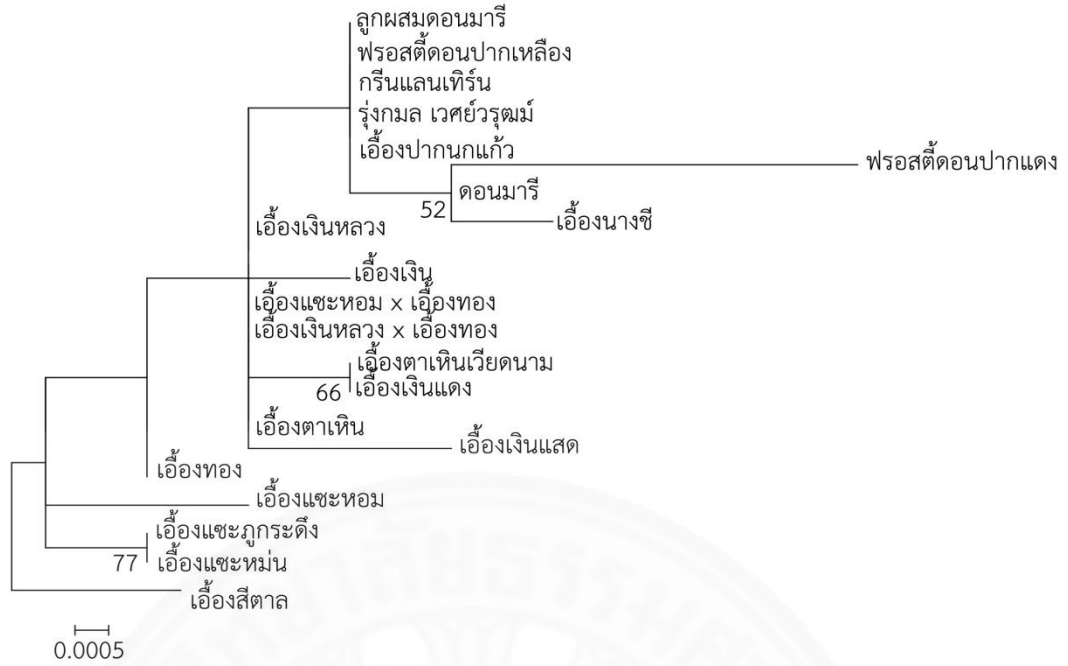 ลูกผสมดอนมารี
ฟรอสตี้ดอนปากเหลือง
กรีนแลนเทิร์น
รุ่งกมล เวศย์วรุฒม์
เอื้องปากนกแก้ว
ฟรอสตี้ดอนปากแดง
ดอนมารี
52
เอื้องนางชี
เอื้องเงินหลวง
เอื้องเงิน
เอื้องแซะหอม x เอื้องทอง
เอื้องเงินหลวง x เอื้องทอง
เอื้องตาเหินเวียดนาม
66
เอื้องเงินแดง
เอื้องตาเหิน
เอื้องเงินแสด
เอื้องทอง
เอื้องแซะหอม
เอื้องแซะภูกระดึง
77
เอื้องแซะหม่น
เอื้องสีตาล
0.0005